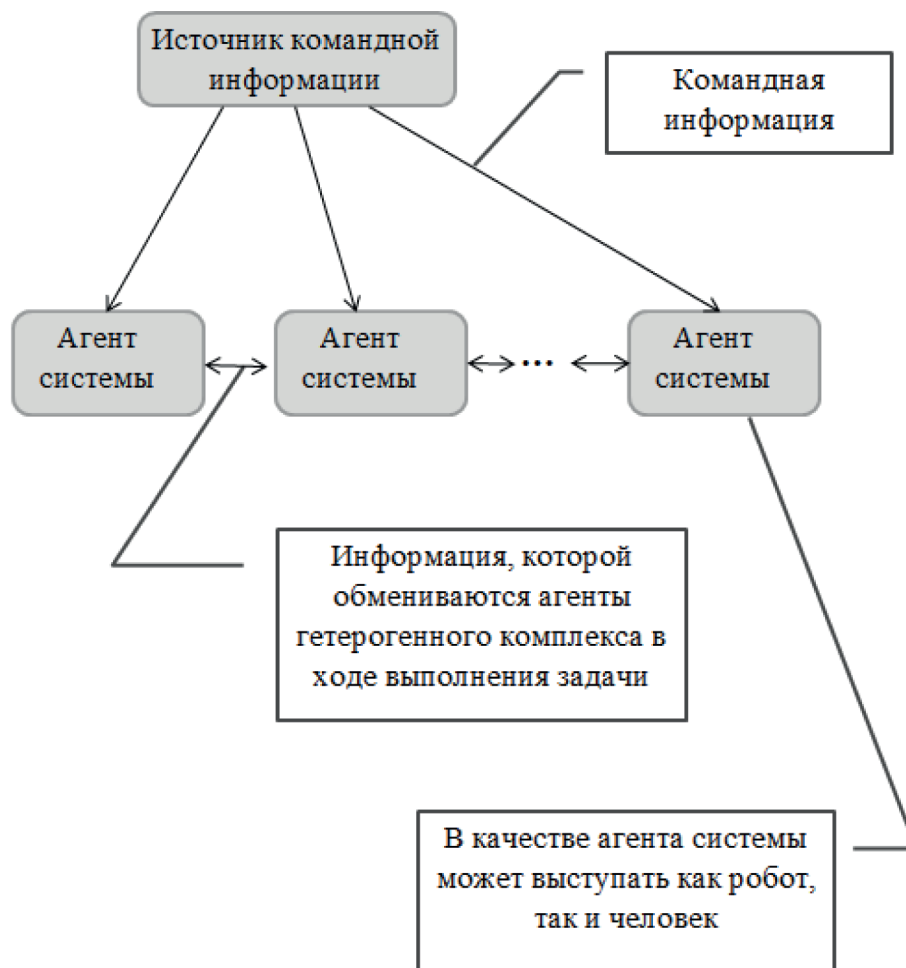 Источник командной
информации
Командная
информация
Агент
системы
Агент
системы
...
Агент
системы
Информация, которой
обмениваются агенты
гетерогенного комплекса в
ходе выполнения задачи
В качестве агента системы
может выступать как робот,
так и человек